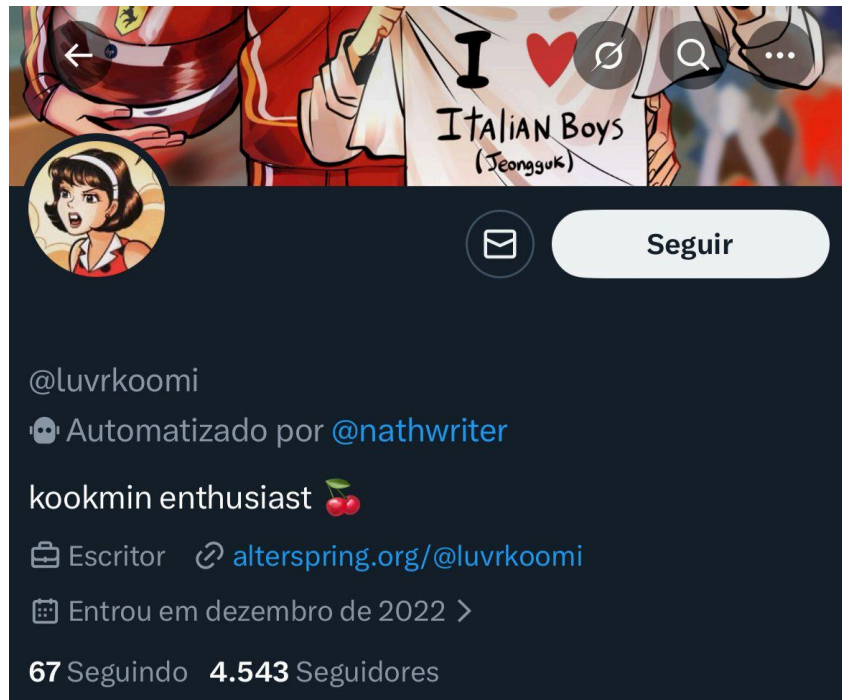 I ❤
ITALIAN BOYS
(Jeongguk)
Seguir
@luvrkoomi
Automatizado por @nathwriter
kookmin enthusiast 🍒
Escritor alterspring.org/@luvrkoomi
Entrou em dezembro de 2022
67 Seguindo 4.543 Seguidores